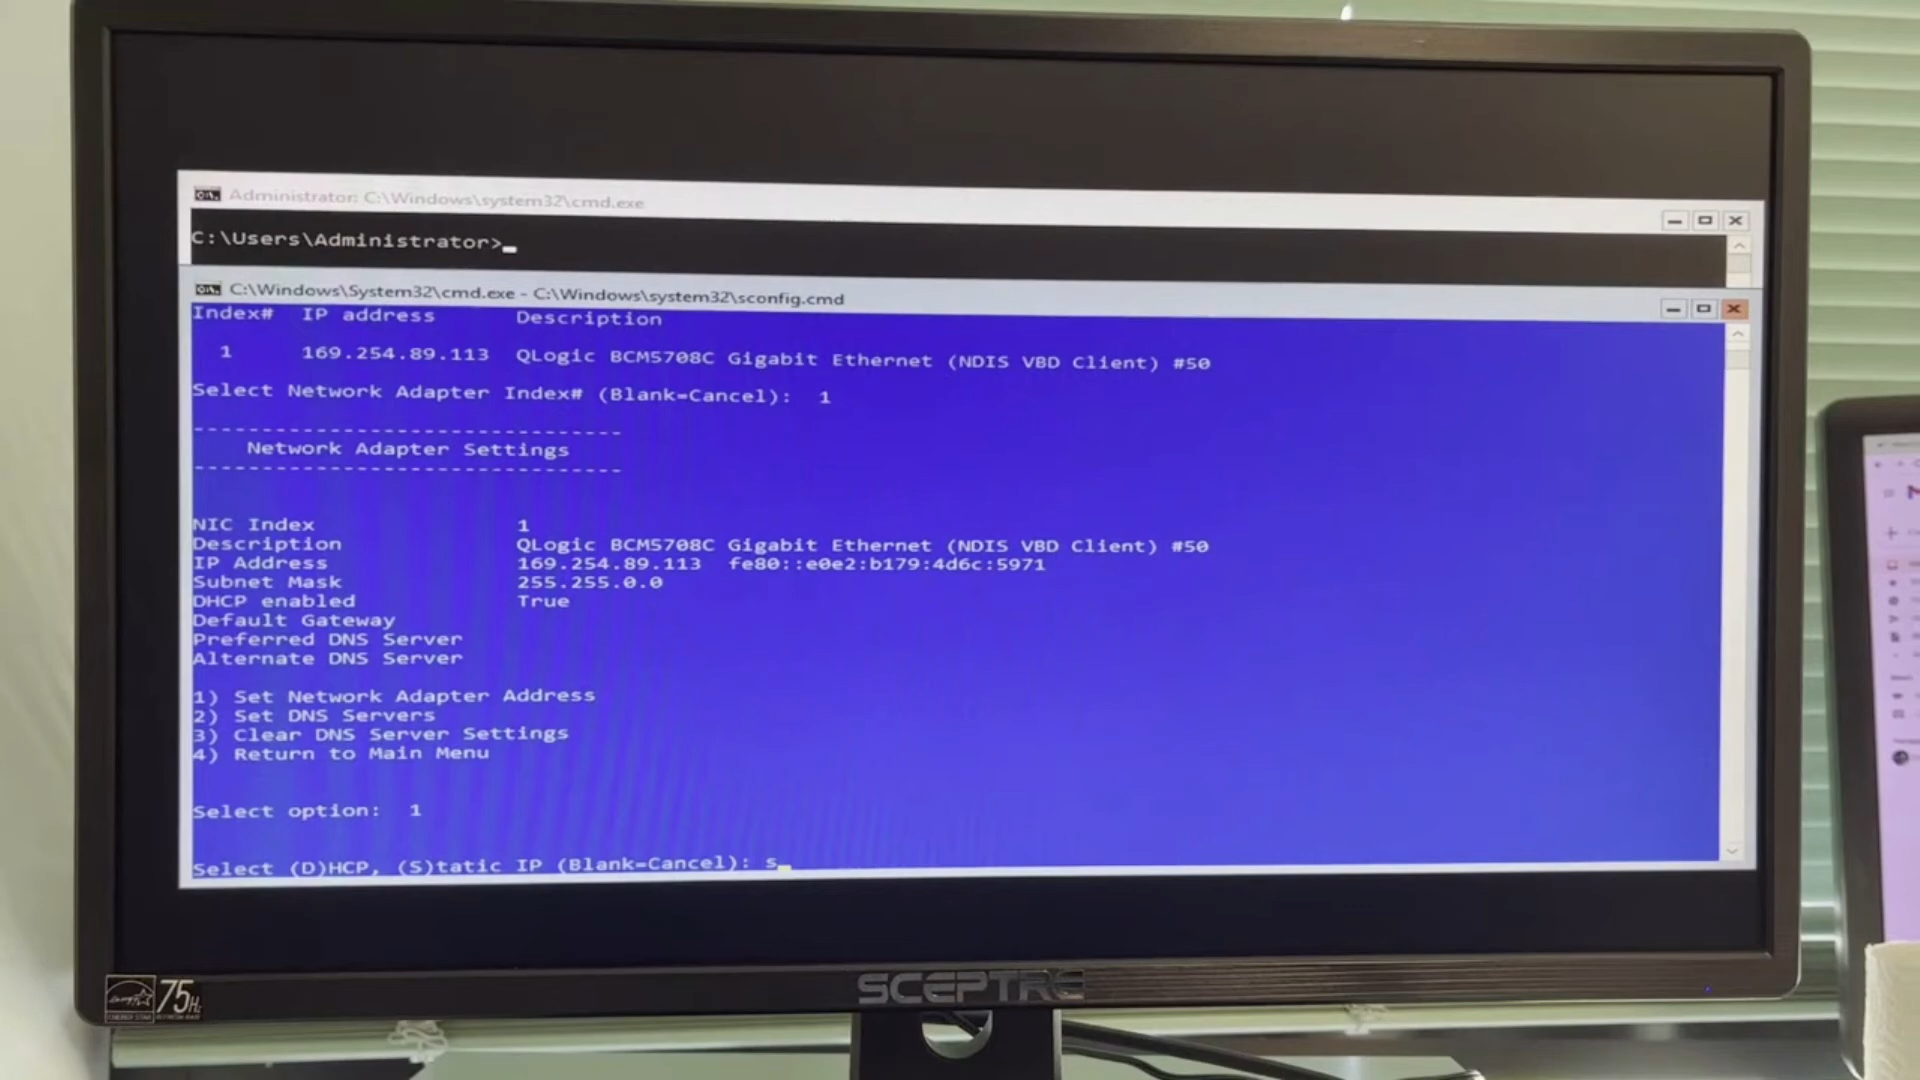 Administrator: C:\Windows\system32\cmd.exe
C:\Users\Administrator>_
C:\Windows\System32\cmd.exe - C:\Windows\system32\sconfig.cmd
Index#  IP address      Description
1     169.254.89.113  QLogic BCM5708C Gigabit Ethernet (NDIS VBD Client) #50
Select Network Adapter Index# (Blank=Cancel):  1
--------------------------------
Network Adapter Settings
--------------------------------
NIC Index               1
Description             QLogic BCM5708C Gigabit Ethernet (NDIS VBD Client) #50
IP Address              169.254.89.113  fe80::e0e2:b179:4d6c:5971
Subnet Mask             255.255.0.0
DHCP enabled            True
Default Gateway
Preferred DNS Server
Alternate DNS Server
1) Set Network Adapter Address
2) Set DNS Servers
3) Clear DNS Server Settings
4) Return to Main Menu
Select option:  1
Select (D)HCP, (S)tatic IP (Blank=Cancel): s_
SCEPTRE
75Hz